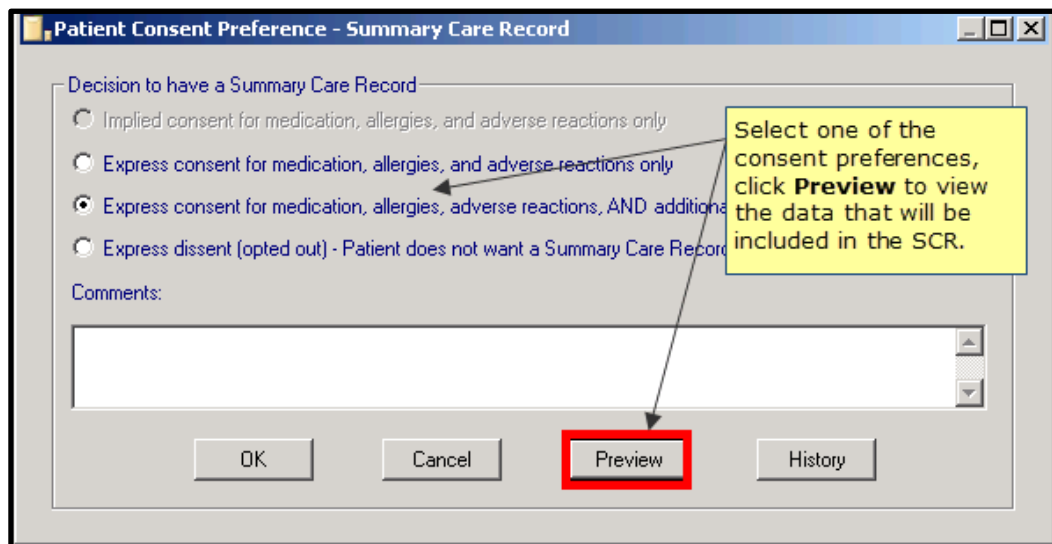 Patient Consent Preference - Summary Care Record
Decision to have a Summary Care Record
Implied consent for medication, allergies, and adverse reactions only
Express consent for medication, allergies, and adverse reactions only
Express consent for medication, allergies, adverse reactions, AND
Express dissent (opted out) - Patient does not want a Summary Care Record
Select one of the
consent preferences,
click Preview to view
the data that will be
included in the SCR.
Comments:
OK
Cancel
Preview
History